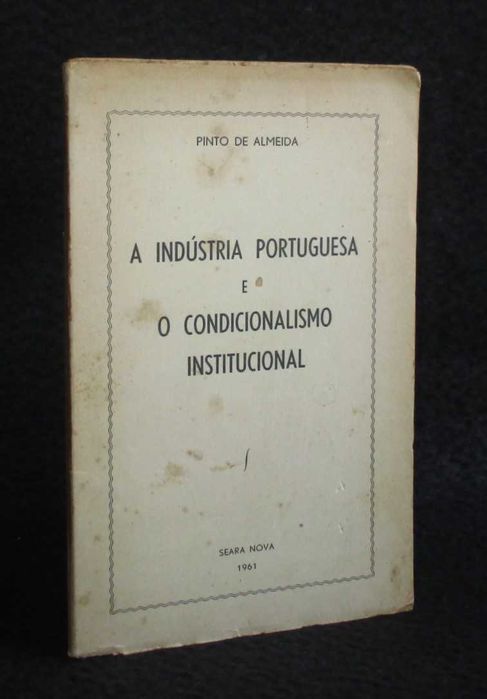 PINTO DE ALMEIDA
A INDÚSTRIA PORTUGUESA
E
O CONDICIONALISMO
INSTITUCIONAL
SEARA NOVA
1961